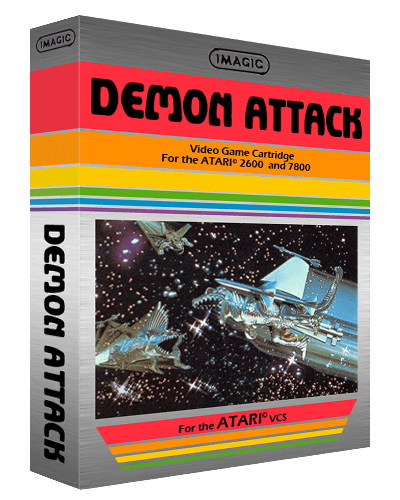 IMAGIC
DEMON ATTACK
IMAGIC
DEMON ATTACK
Video Game Cartridge
For the ATARI® 2600 and 7800
For the ATARI® VCS